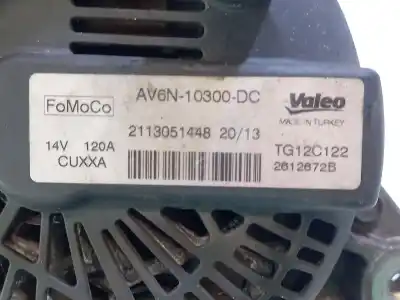 FoMoCo
AV6N-10300-DC
Valeo
MADE IN TURKEY
2113051448 20/13
14V 120A
CUXXA
TG12C122
2612672B